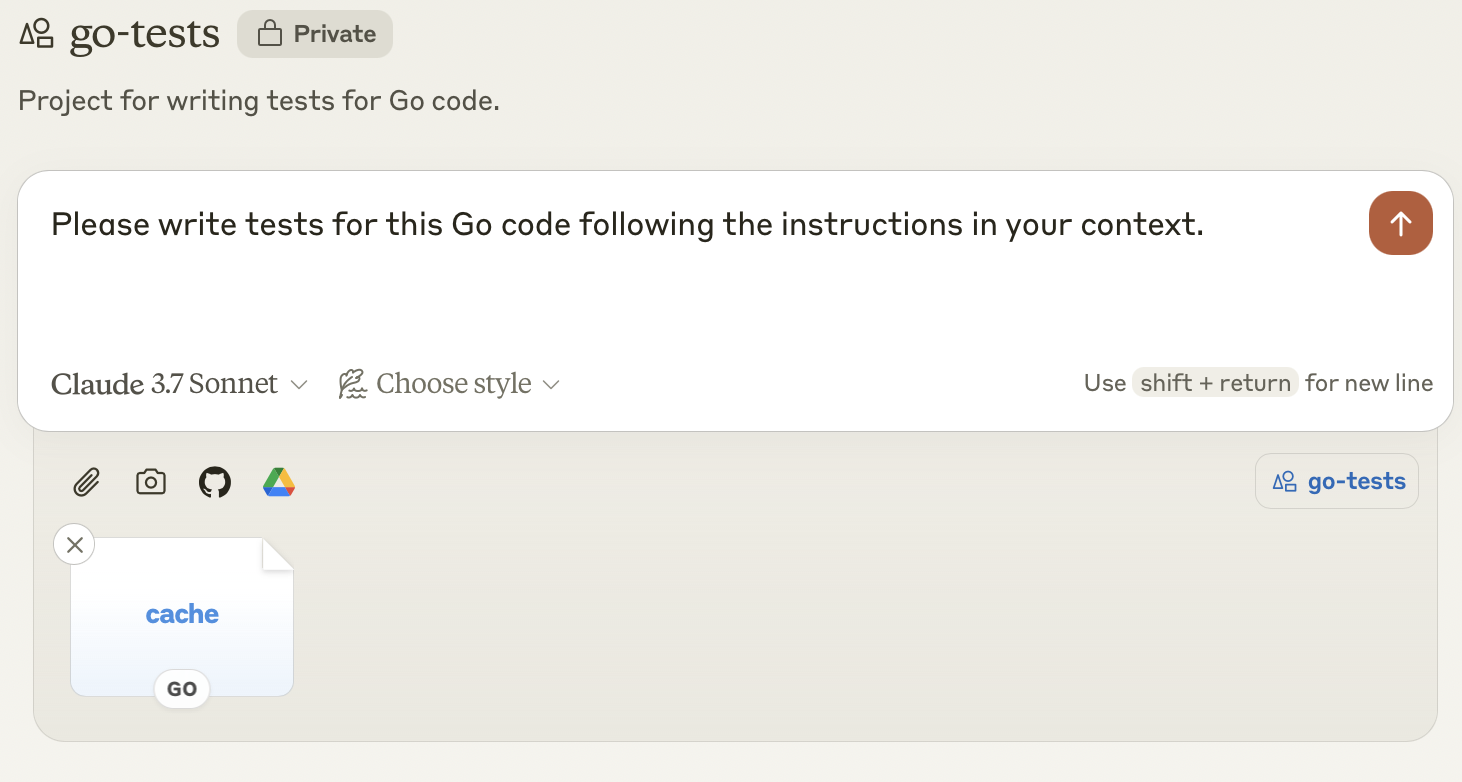 go-tests Private
Project for writing tests for Go code.
Please write tests for this Go code following the instructions in your context.
Claude 3.7 Sonnet Choose style Use shift + return for new line
go-tests
cache
GO